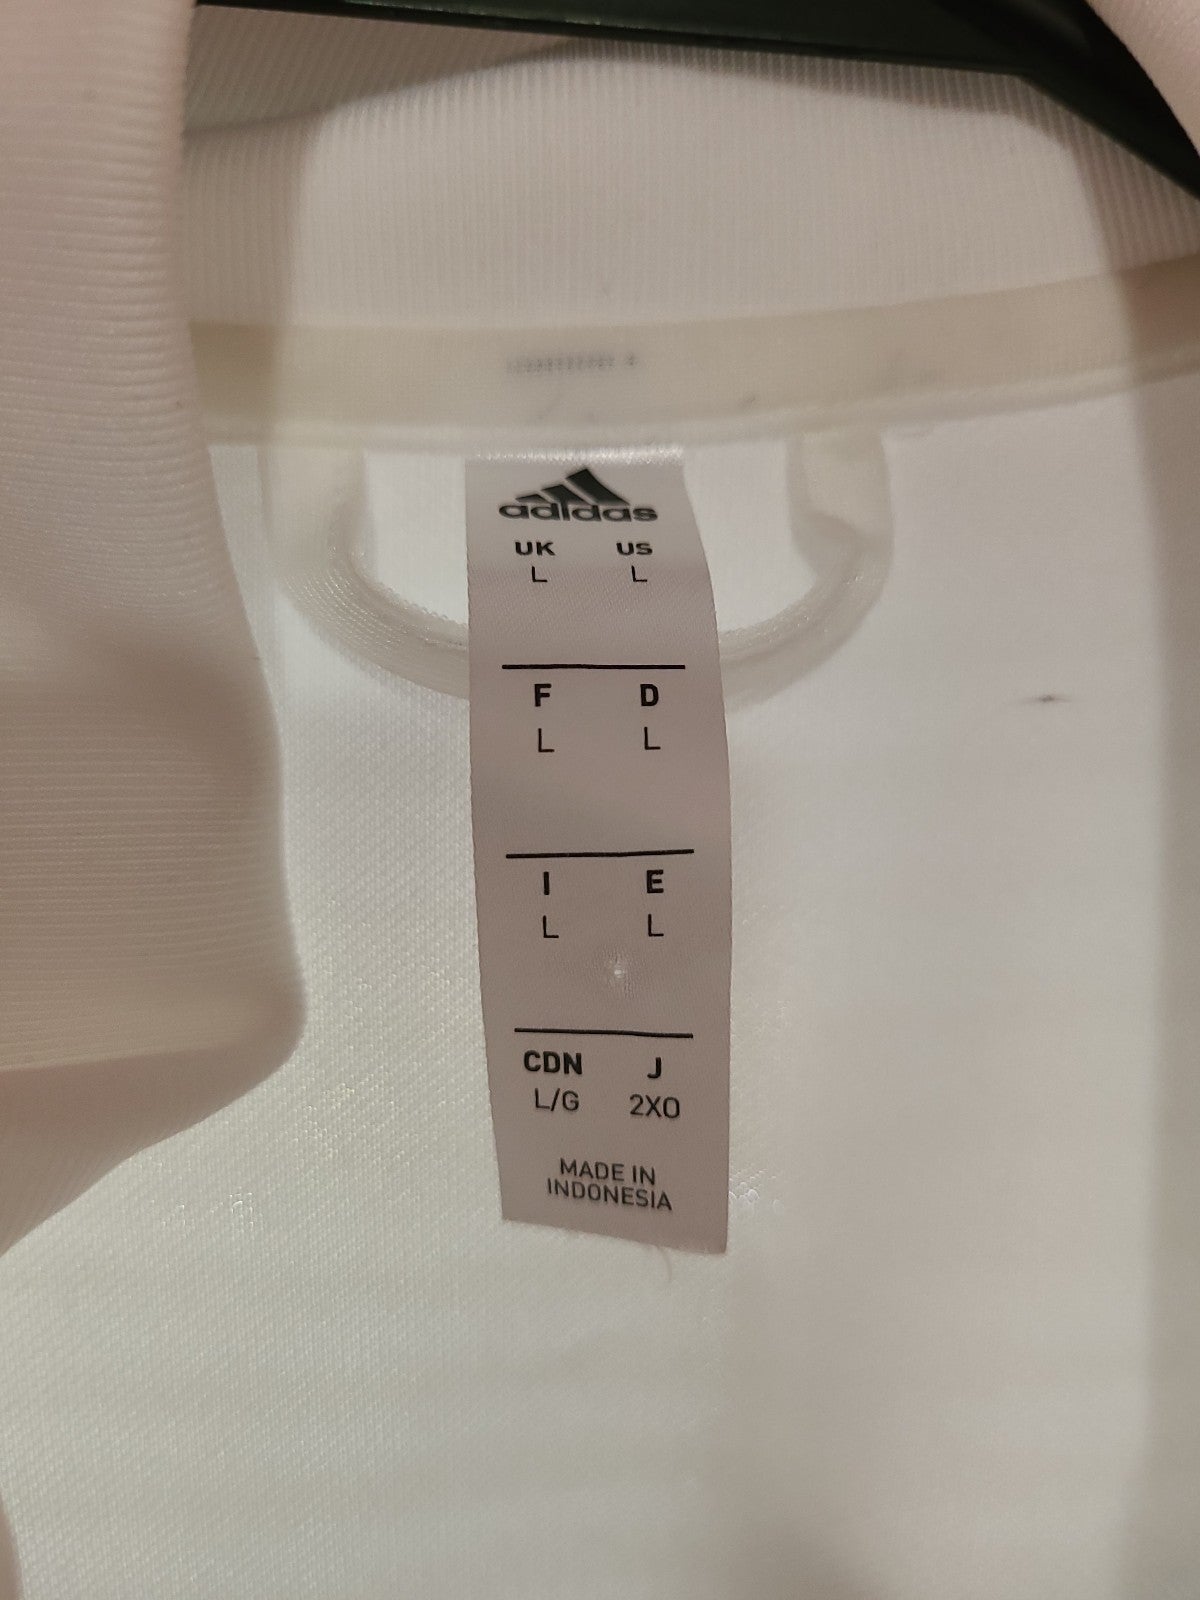 adidas
UK US
L L
F D
L L
I E
L L
CDN J
L/G 2XO
MADE IN
INDONESIA